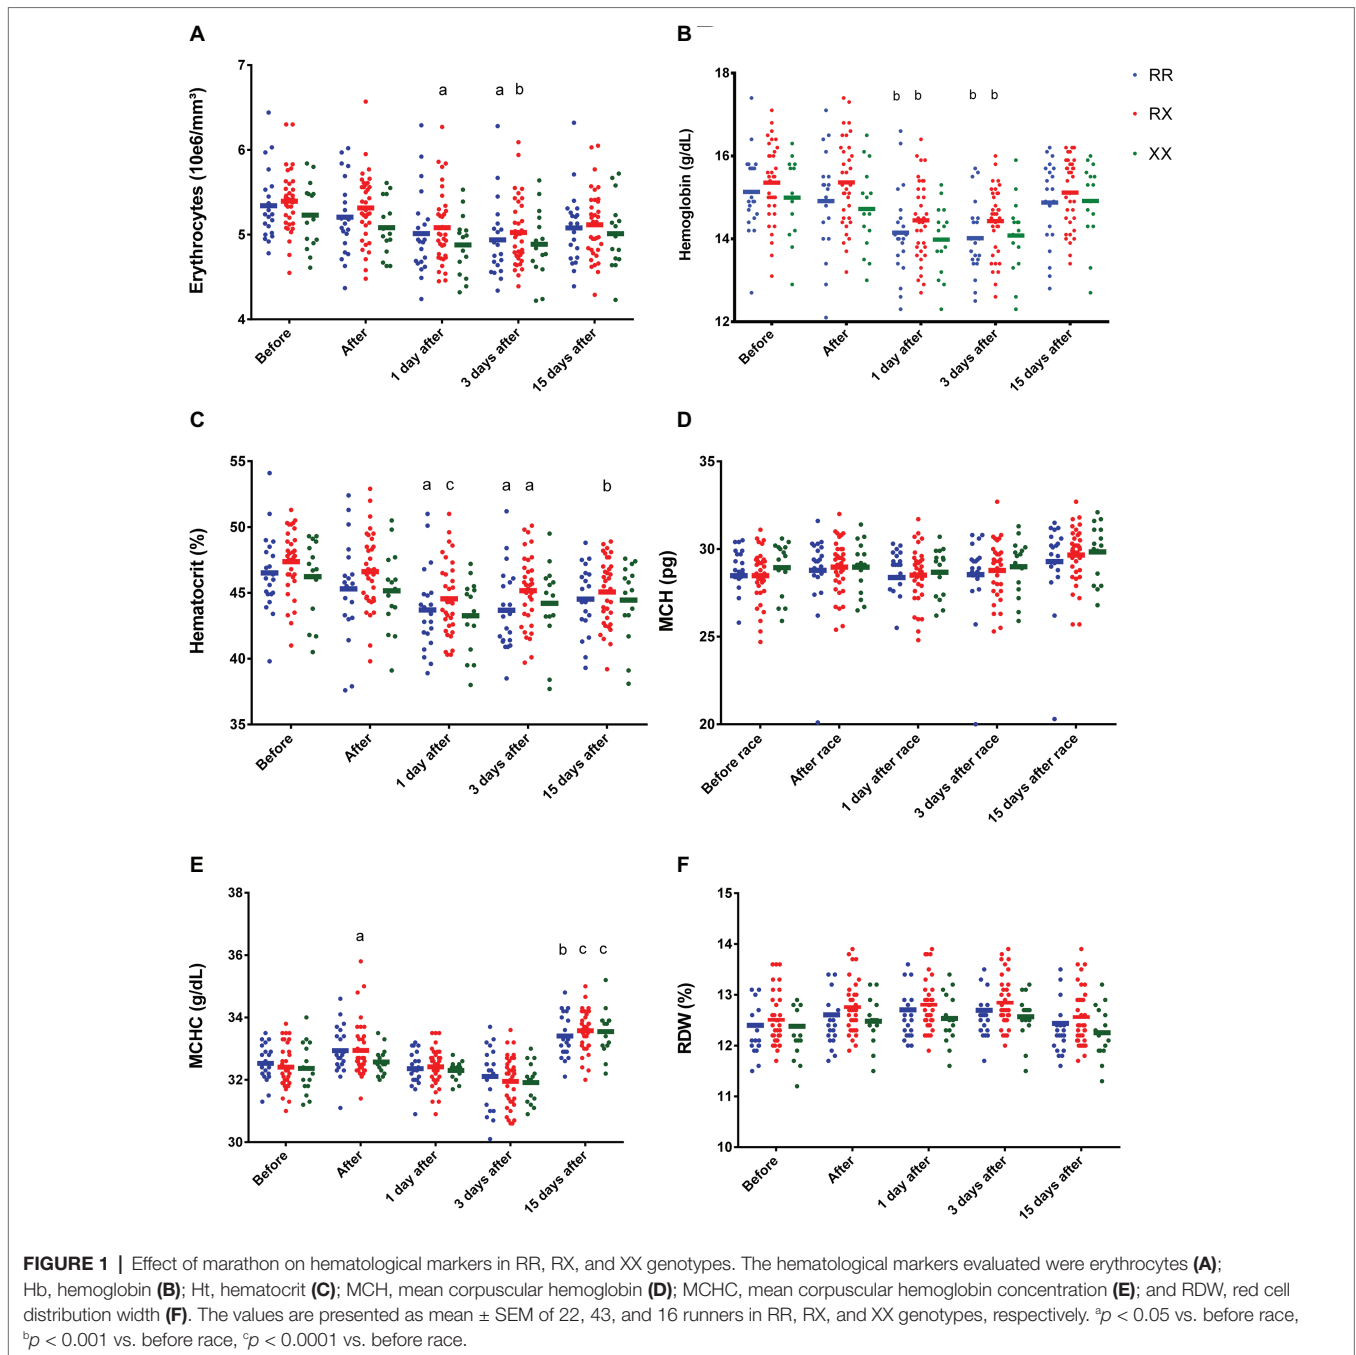 A
Erythrocytes (10e6/mm³)
7
6
5
4
a
a
b
Before
After
1 day after
3 days after
15 days after
B
Hemoglobin (g/dL)
18
16
14
12
b
b
b
b
Before
After
1 day after
3 days after
15 days after
RR
RX
XX
C
Hematocrit (%)
55
50
45
40
35
a
c
a
a
b
Before
After
1 day after
3 days after
15 days after
D
MCH (pg)
35
30
25
20
Before race
After race
1 day after race
3 days after race
15 days after race
E
MCHC (g/dL)
38
36
34
32
30
a
b
c
c
Before
After
1 day after
3 days after
15 days after
F
RDW (%)
15
14
13
12
11
10
Before
After
1 day after
3 days after
15 days after
FIGURE 1 | Effect of marathon on hematological markers in RR, RX, and XX genotypes. The hematological markers evaluated were erythrocytes (A);
Hb, hemoglobin (B); Ht, hematocrit (C); MCH, mean corpuscular hemoglobin (D); MCHC, mean corpuscular hemoglobin concentration (E); and RDW, red cell
distribution width (F). The values are presented as mean ± SEM of 22, 43, and 16 runners in RR, RX, and XX genotypes, respectively. ᵃp < 0.05 vs. before race,
ᵇp < 0.001 vs. before race, ᶜp < 0.0001 vs. before race.